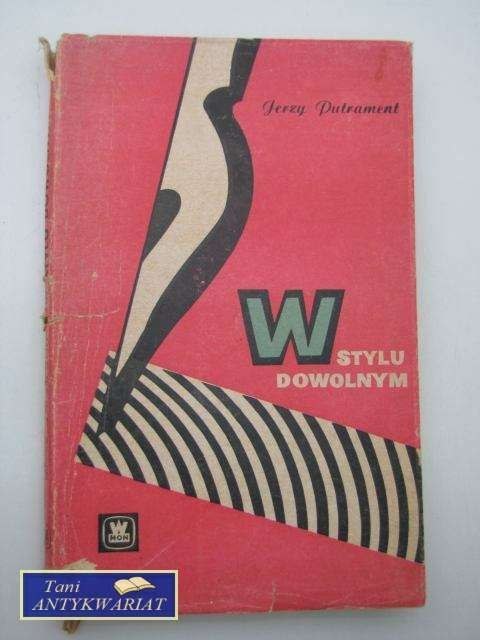 Jerzy Putrament
W STYLU
DOWOLNYM
W
MON
Tani
ANTYKWARIAT